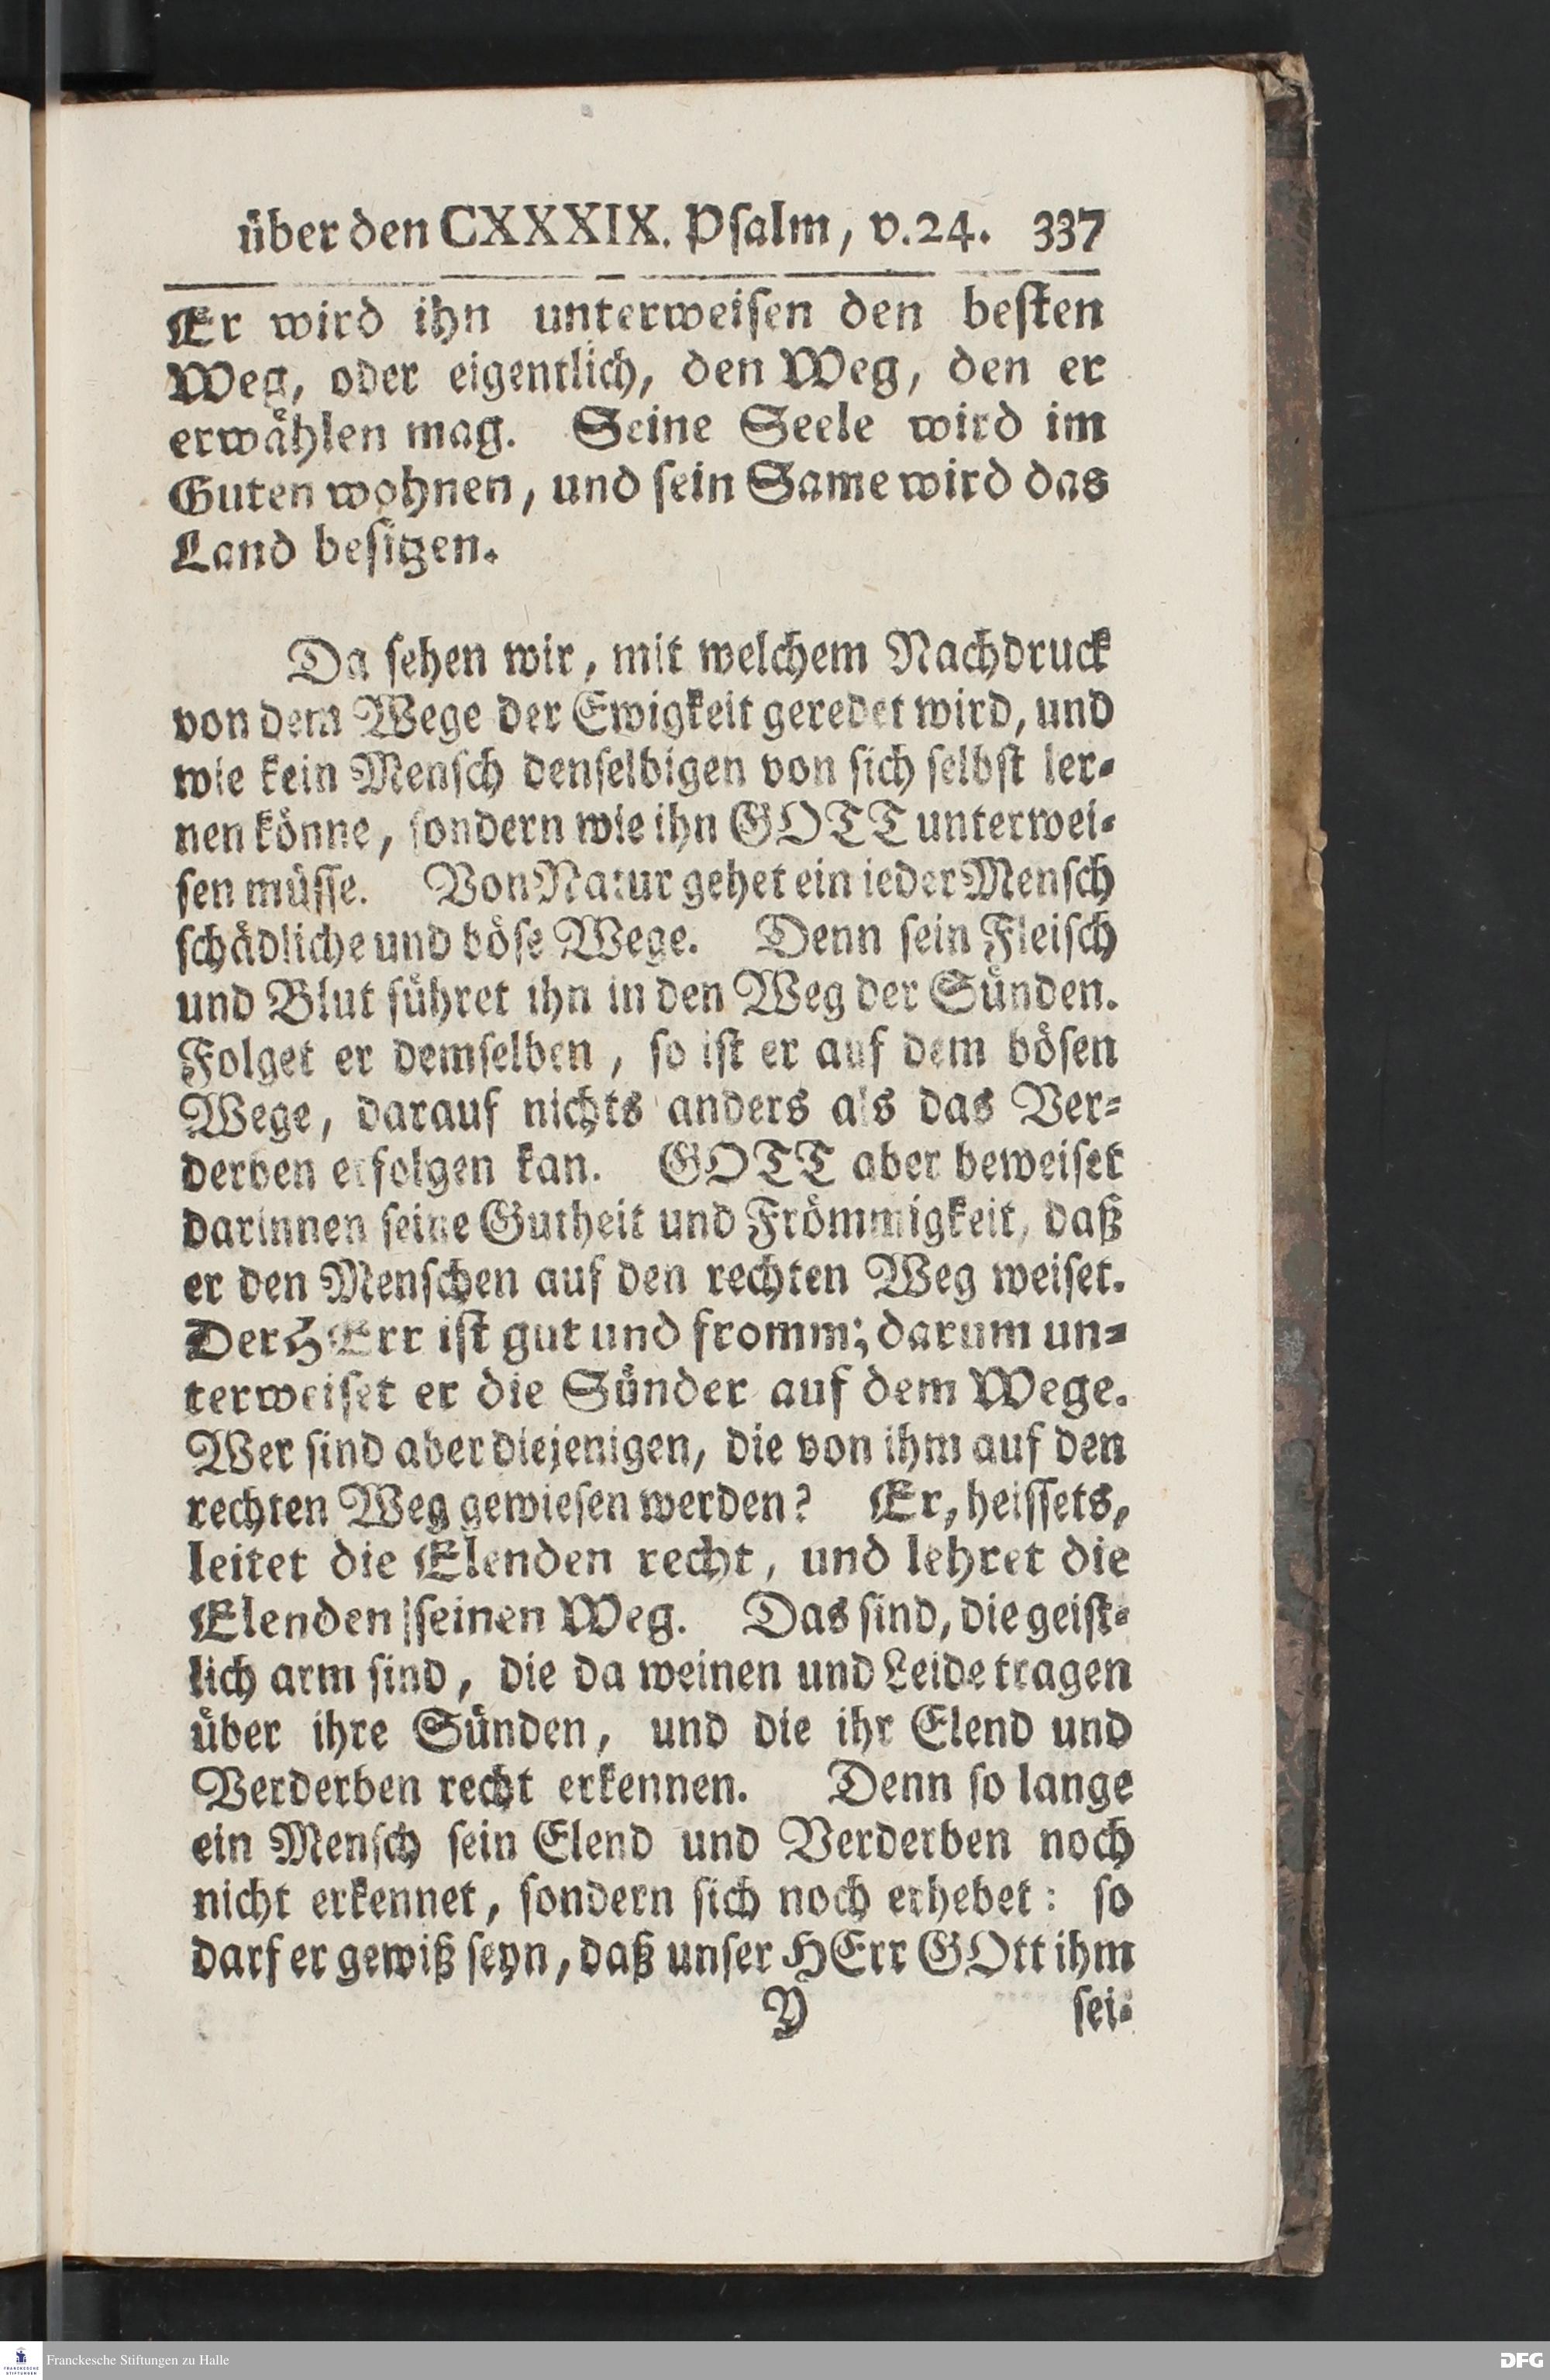 über den CXXXIX. Psalm, v. 24. 337
Er wird ihn unterweisen den besten
Weg, oder eigentlich, den Weg, den er
erwählen mag. Seine Seele wird im
Guten wohnen, und sein Same wird das
Land besitzen.
Da sehen wir, mit welchem Nachdruck
von dem Wege der Ewigkeit geredet wird, und
wie kein Mensch denselbigen von sich selbst ler-
nen könne, sondern wie ihn GOTT unterwei-
sen müsse. Von Natur gehet ein ieder Mensch
schädliche und böse Wege. Denn sein Fleisch
und Blut führet ihn in den Weg der Sünden.
Folget er demselben, so ist er auf dem bösen
Wege, darauf nichts anders als das Ver-
derben erfolgen kan. GOTT aber beweiset
darinnen seine Gutheit und Frömmigkeit, daß
er den Menschen auf den rechten Weg weiset.
Der HErr ist gut und fromm; darum un-
terweiset er die Sünder auf dem Wege.
Wer sind aber diejenigen, die von ihm auf den
rechten Weg gewiesen werden? Er, heissets,
leitet die Elenden recht, und lehret die
Elenden seinen Weg. Das sind, die geist-
lich arm sind, die da weinen und Leide tragen
über ihre Sünden, und die ihr Elend und
Verderben recht erkennen. Denn so lange
ein Mensch sein Elend und Verderben noch
nicht erkennet, sondern sich noch erhebet: so
darf er gewiß seyn, daß unser HErr GOtt ihm
Y sei-
FRANCKESCHE STIFTUNGEN
Franckesche Stiftungen zu Halle
DFG